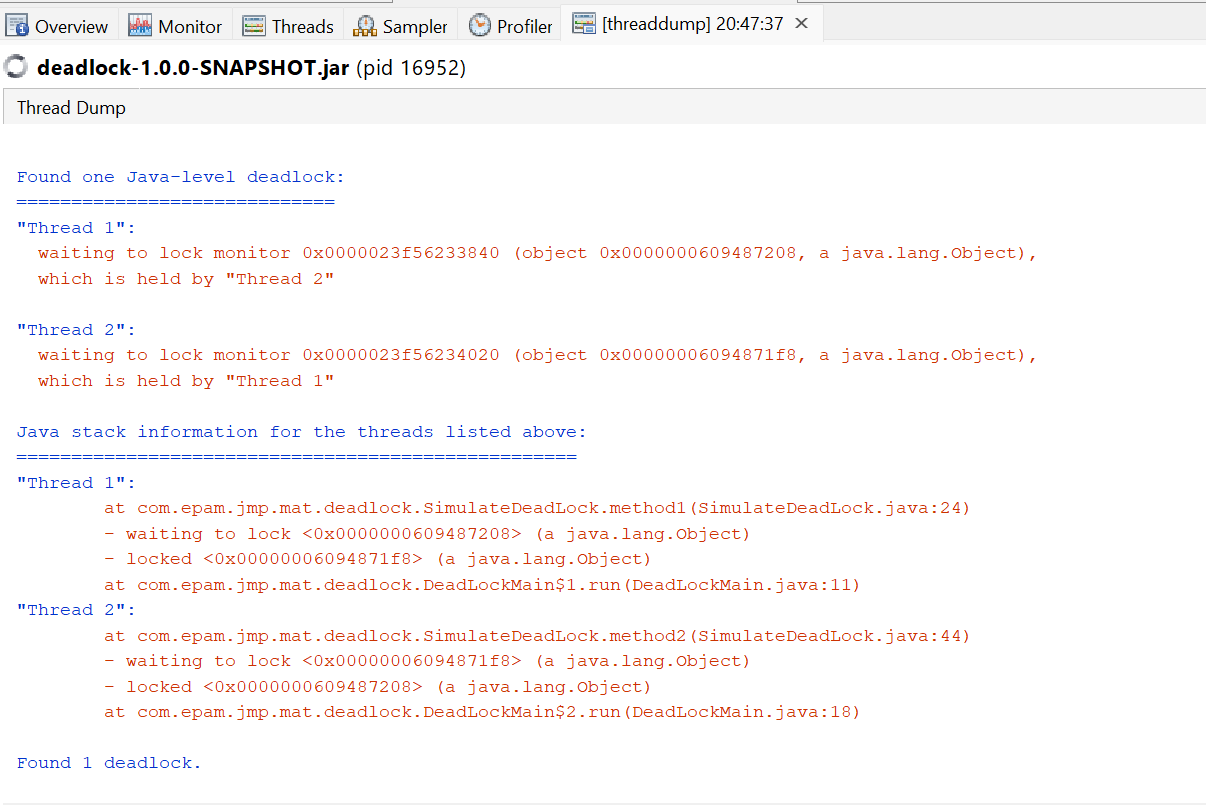 Overview Monitor Threads Sampler Profiler [threaddump] 20:47:37 ×
deadlock-1.0.0-SNAPSHOT.jar (pid 16952)
Thread Dump
Found one Java-level deadlock:
=============================
"Thread 1":
  waiting to lock monitor 0x0000023f56233840 (object 0x0000000609487208, a java.lang.Object),
  which is held by "Thread 2"
"Thread 2":
  waiting to lock monitor 0x0000023f56234020 (object 0x00000006094871f8, a java.lang.Object),
  which is held by "Thread 1"
Java stack information for the threads listed above:
===================================================
"Thread 1":
        at com.epam.jmp.mat.deadlock.SimulateDeadLock.method1(SimulateDeadLock.java:24)
        - waiting to lock <0x0000000609487208> (a java.lang.Object)
        - locked <0x00000006094871f8> (a java.lang.Object)
        at com.epam.jmp.mat.deadlock.DeadLockMain$1.run(DeadLockMain.java:11)
"Thread 2":
        at com.epam.jmp.mat.deadlock.SimulateDeadLock.method2(SimulateDeadLock.java:44)
        - waiting to lock <0x00000006094871f8> (a java.lang.Object)
        - locked <0x0000000609487208> (a java.lang.Object)
        at com.epam.jmp.mat.deadlock.DeadLockMain$2.run(DeadLockMain.java:18)
Found 1 deadlock.